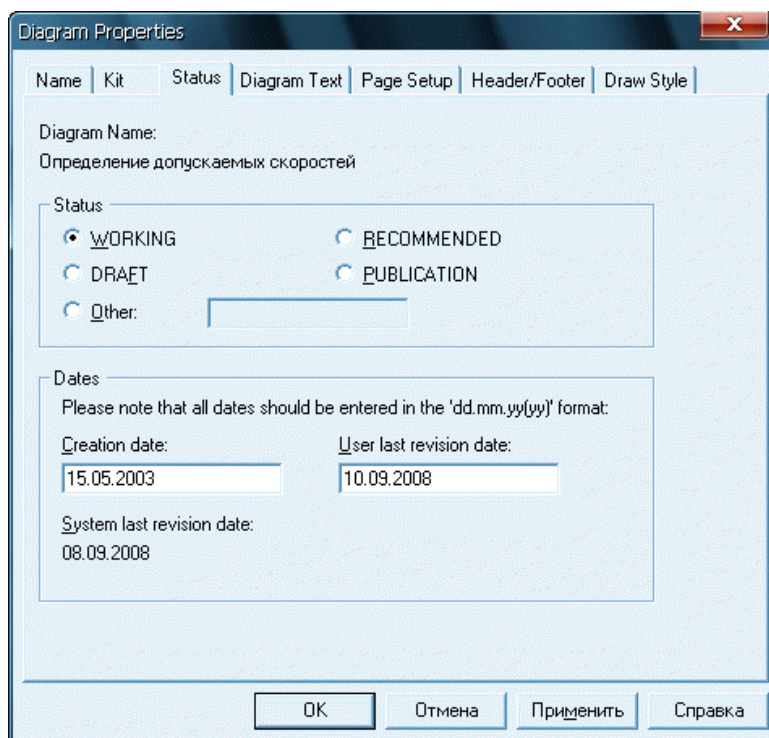 Diagram Properties
Name Kit Status Diagram Text Page Setup Header/Footer Draw Style
Diagram Name:
Определение допускаемых скоростей
Status
WORKING RECOMMENDED
DRAFT PUBLICATION
Other:
Dates
Please note that all dates should be entered in the 'dd.mm.yy(yy)' format:
Creation date: User last revision date:
15.05.2003 10.09.2008
System last revision date:
08.09.2008
OK Отмена Применить Справка